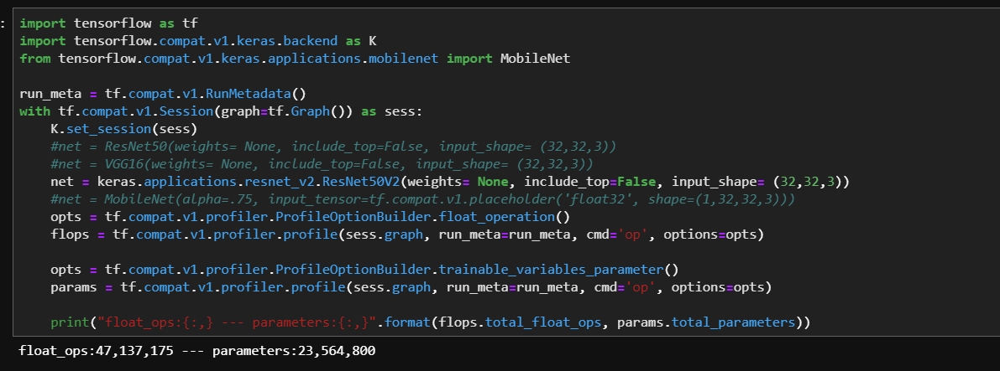 : import tensorflow as tf
import tensorflow.compat.v1.keras.backend as K
from tensorflow.compat.v1.keras.applications.mobilenet import MobileNet

run_meta = tf.compat.v1.RunMetadata()
with tf.compat.v1.Session(graph=tf.Graph()) as sess:
    K.set_session(sess)
    #net = ResNet50(weights= None, include_top=False, input_shape= (32,32,3))
    #net = VGG16(weights= None, include_top=False, input_shape= (32,32,3))
    net = keras.applications.resnet_v2.ResNet50V2(weights= None, include_top=False, input_shape= (32,32,3))
    #net = MobileNet(alpha=.75, input_tensor=tf.compat.v1.placeholder('float32', shape=(1,32,32,3)))
    opts = tf.compat.v1.profiler.ProfileOptionBuilder.float_operation()
    flops = tf.compat.v1.profiler.profile(sess.graph, run_meta=run_meta, cmd='op', options=opts)

    opts = tf.compat.v1.profiler.ProfileOptionBuilder.trainable_variables_parameter()
    params = tf.compat.v1.profiler.profile(sess.graph, run_meta=run_meta, cmd='op', options=opts)

    print("float_ops:{:,} --- parameters:{:,}".format(flops.total_float_ops, params.total_parameters))
float_ops:47,137,175 --- parameters:23,564,800